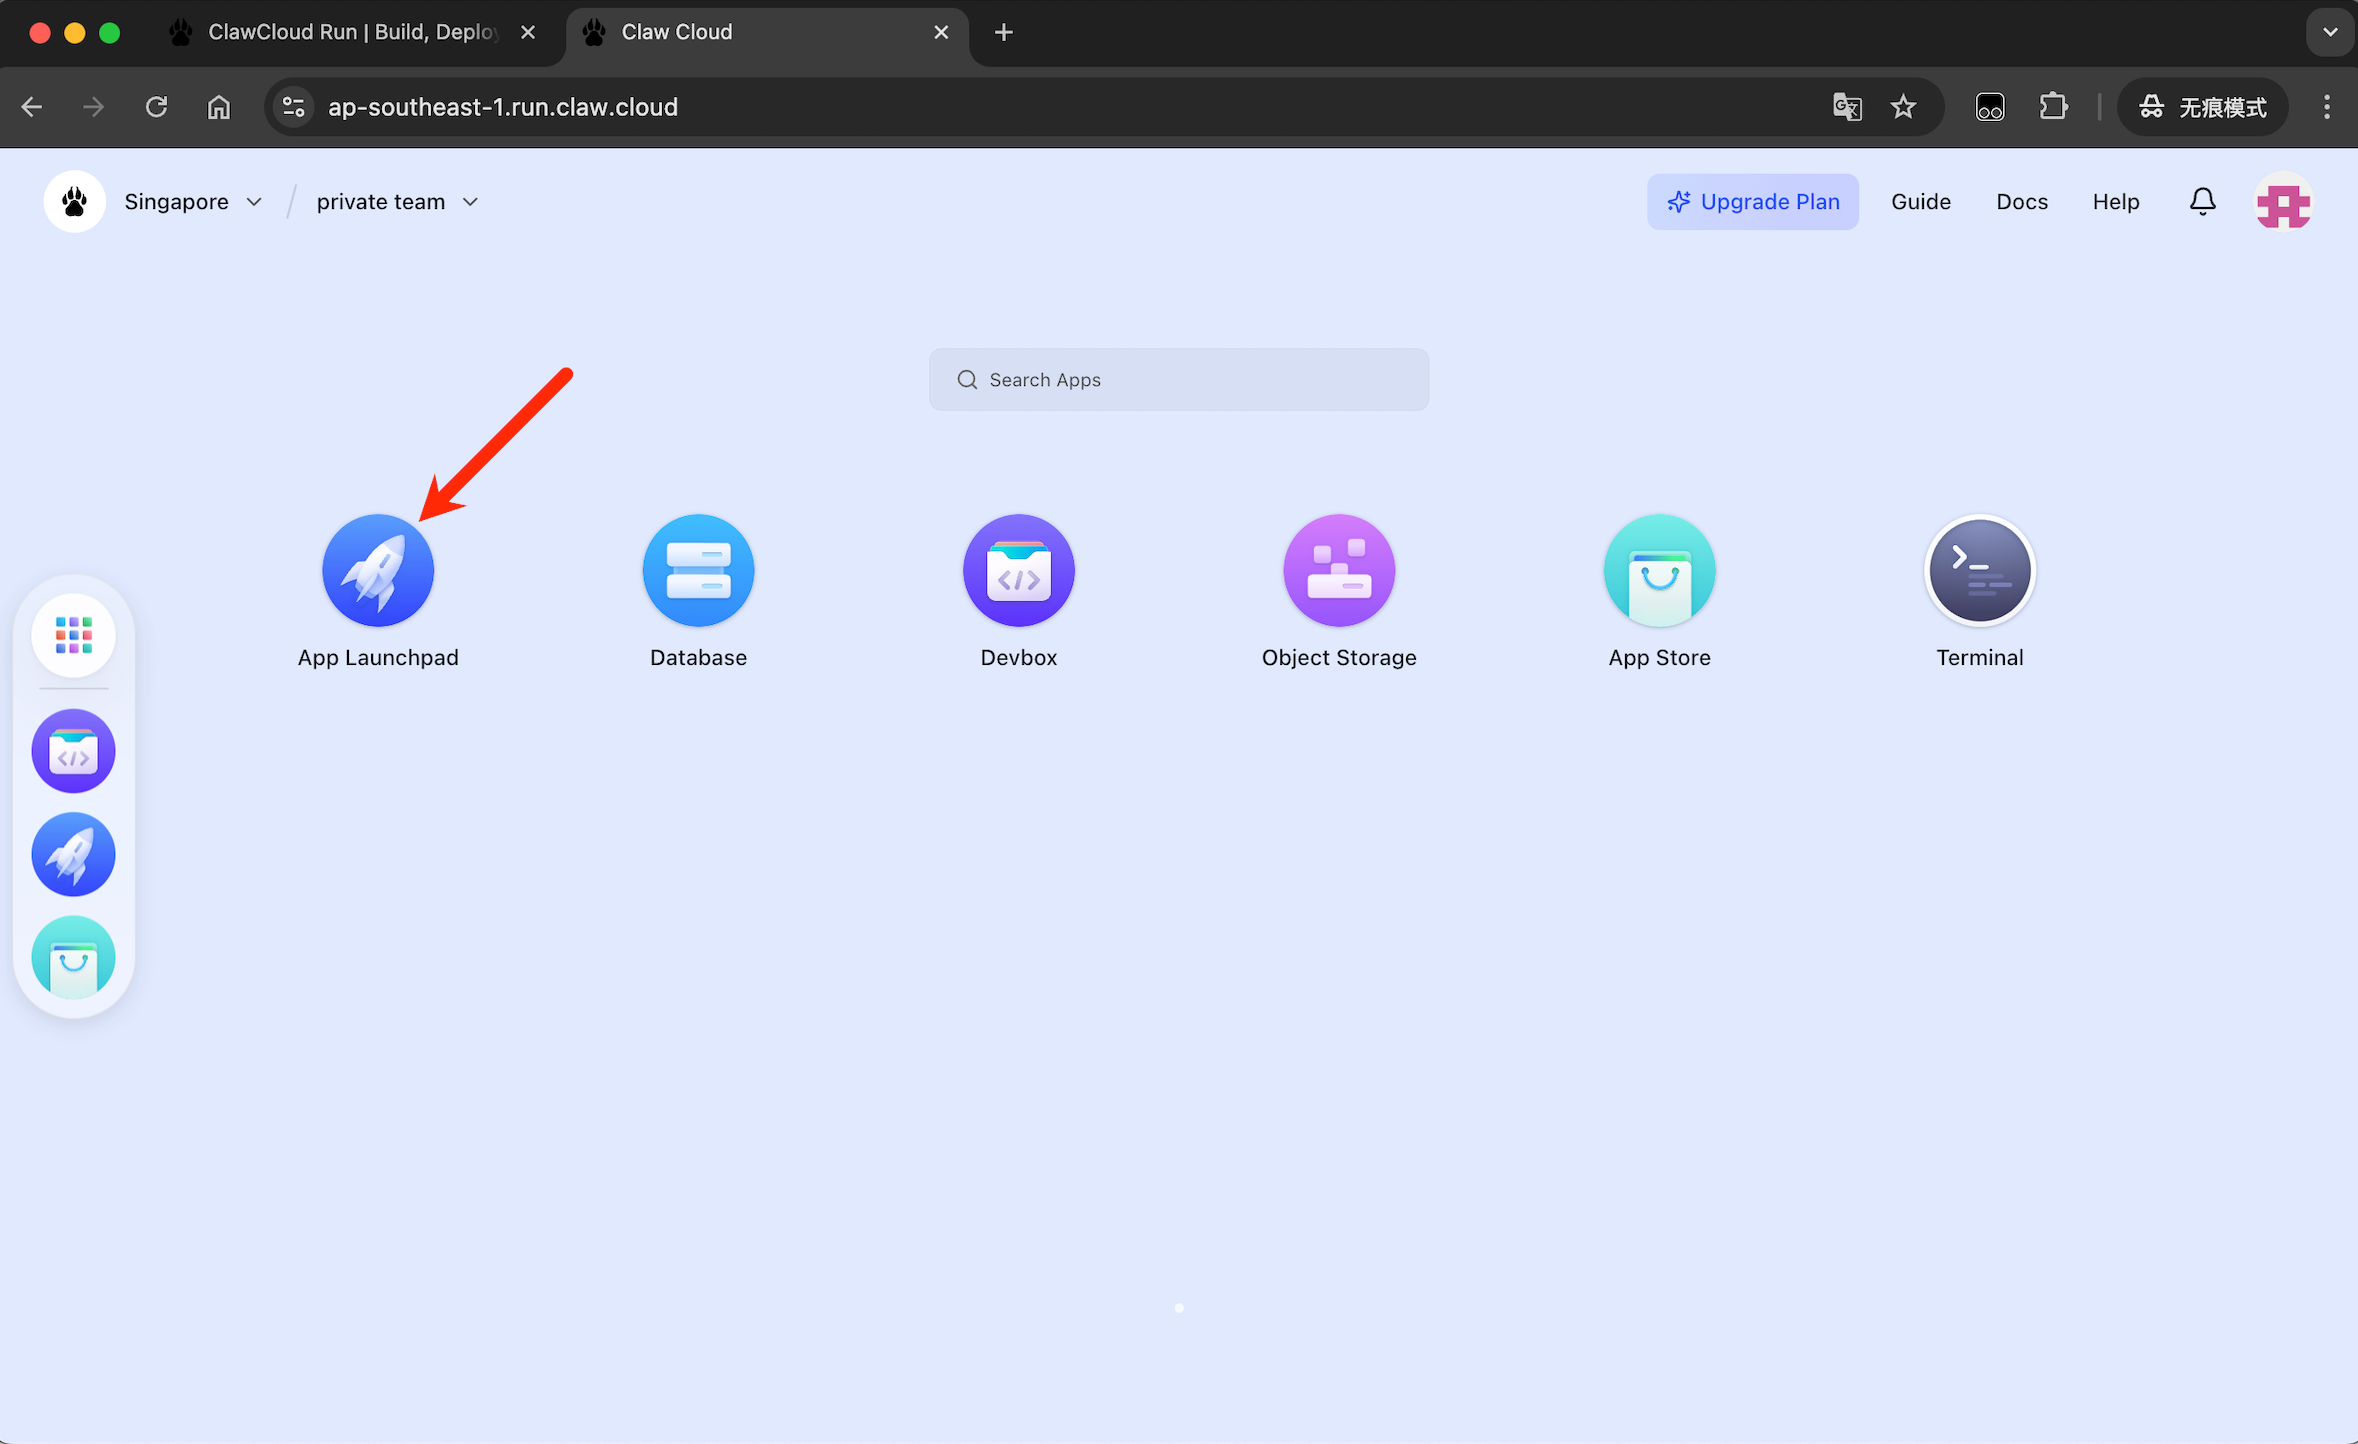 ClawCloud Run | Build, Deploy
Claw Cloud
ap-southeast-1.run.claw.cloud
无痕模式
Singapore
private team
Upgrade Plan
Guide
Docs
Help
Search Apps
App Launchpad
Database
Devbox
Object Storage
App Store
Terminal